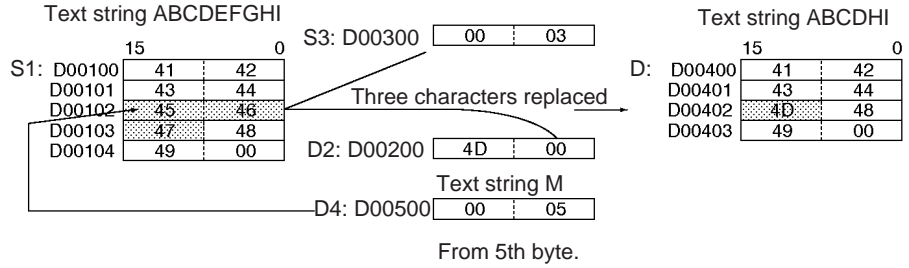 Text string ABCDEFGHI
15 0
S1: D00100 41 42
D00101 43 44
D00102 45 46
D00103 47 48
D00104 49 00
S3: D00300 00 03
Three characters replaced
D2: D00200 4D 00
Text string M
D4: D00500 00 05
From 5th byte.
Text string ABCDHI
15 0
D: D00400 41 42
D00401 43 44
D00402 4D 48
D00403 49 00